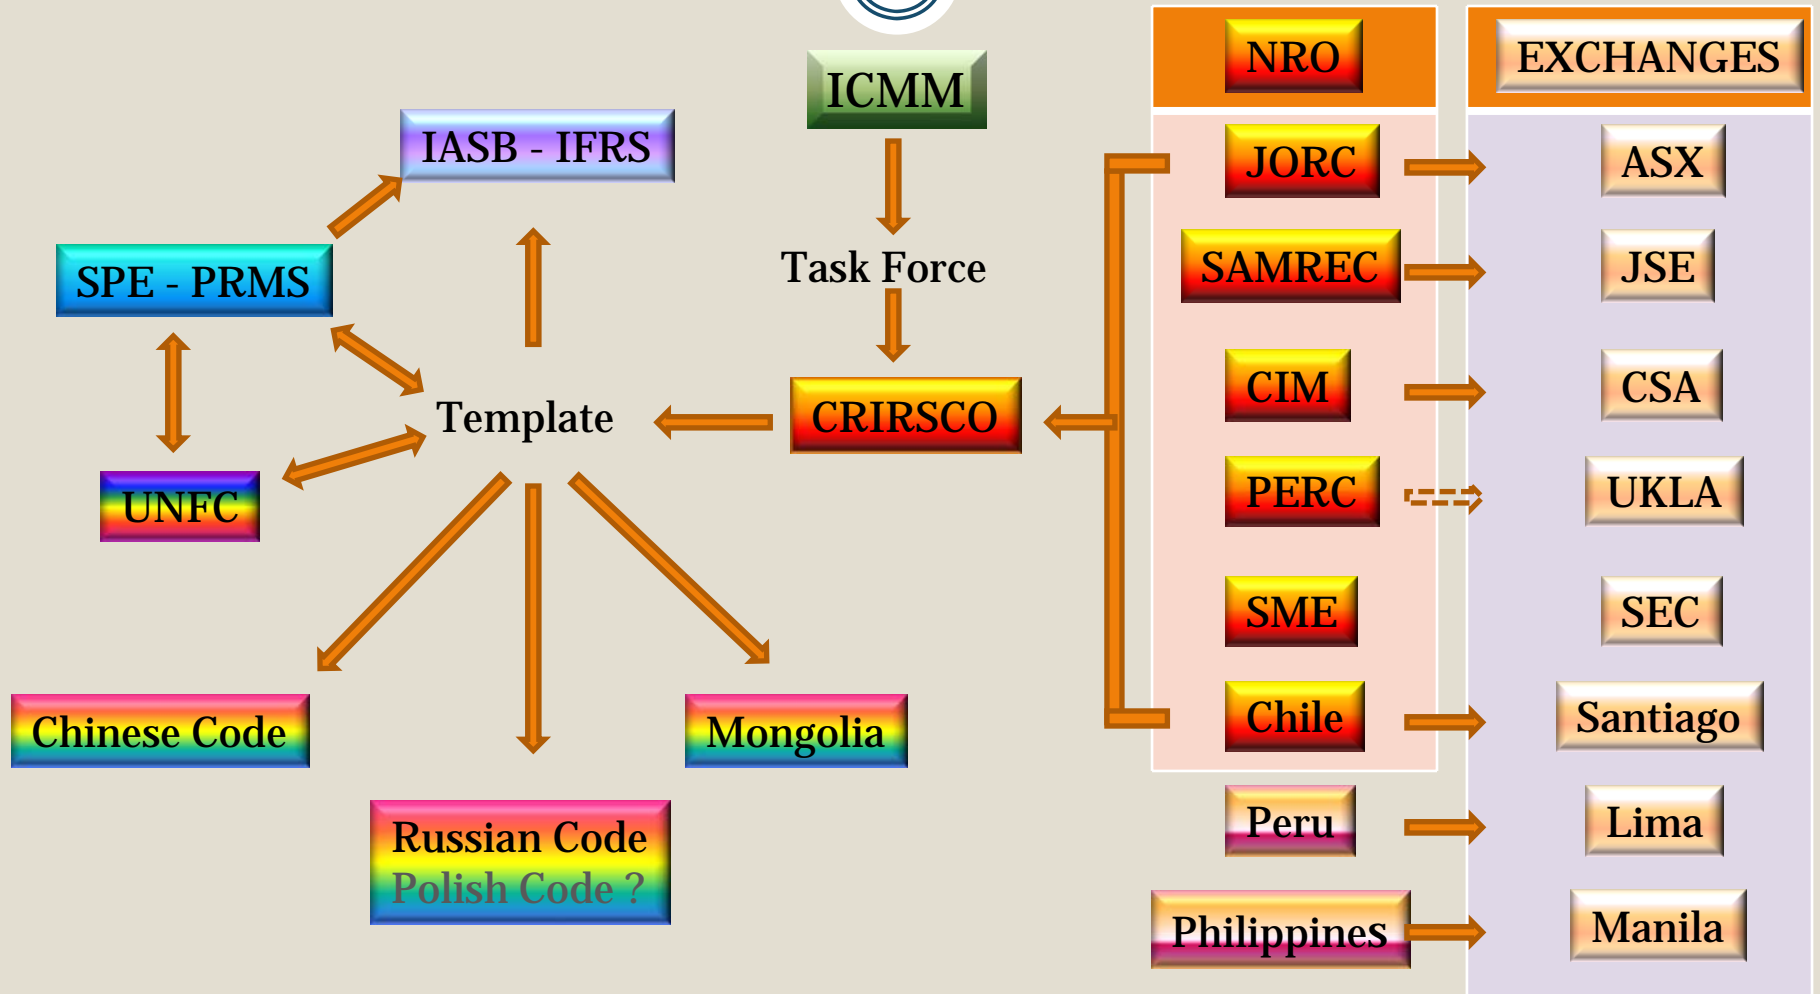 ICMM
IASB - IFRS
Task Force
SPE - PRMS
Template
CRIRSCO
UNFC
Chinese Code
Mongolia
Russian Code
Polish Code ?
NRO
EXCHANGES
JORC
ASX
SAMREC
JSE
CIM
CSA
PERC
UKLA
SME
SEC
Chile
Santiago
Peru
Lima
Philippines
Manila